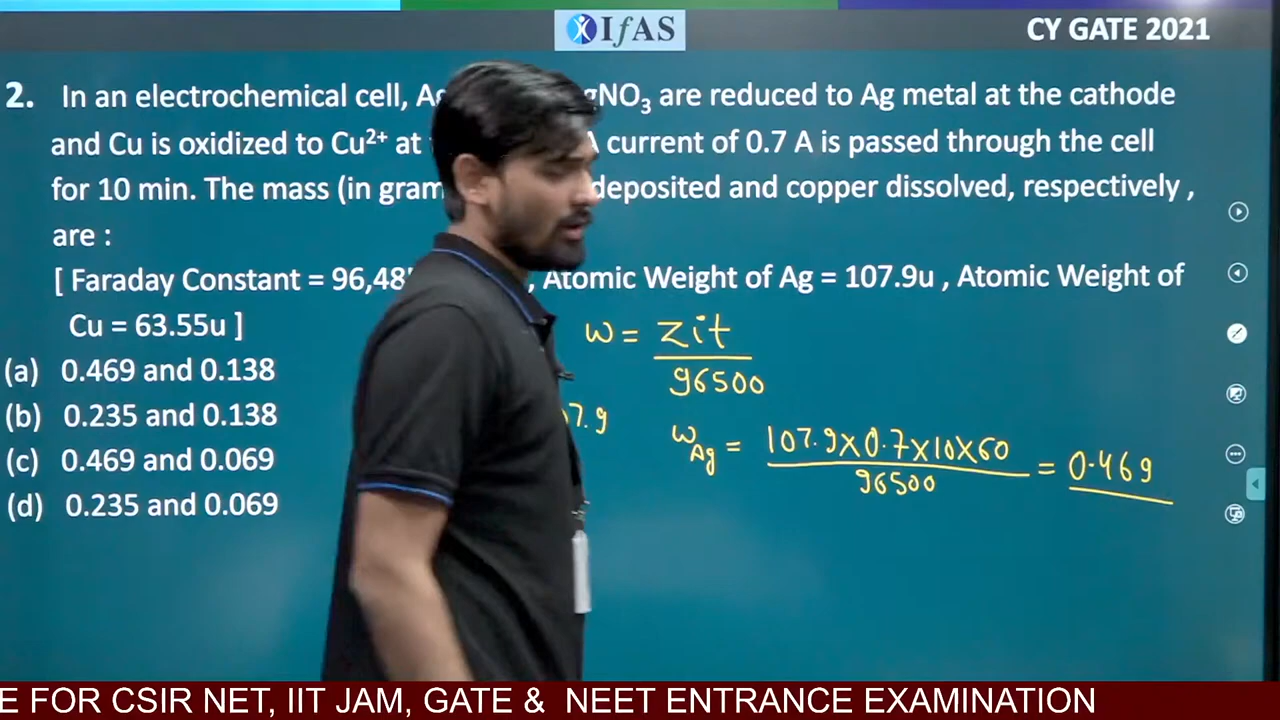 IfAS
CY GATE 2021
2. In an electrochemical cell, NO3 are reduced to Ag metal at the cathode
and Cu is oxidized to Cu²⁺ at current of 0.7 A is passed through the cell
for 10 min. The mass (in deposited and copper dissolved, respectively ,
are :
[ Faraday Constant = , Atomic Weight of Ag = 107.9u , Atomic Weight of
Cu = 63.55u ]
(a) 0.469 and 0.138
(b) 0.235 and 0.138
(c) 0.469 and 0.069
(d) 0.235 and 0.069
w = zit
96500
7.9
wAg = 107.9x0.7x10x60 = 0.469
96500
E FOR CSIR NET, IIT JAM, GATE & NEET ENTRANCE EXAMINATION